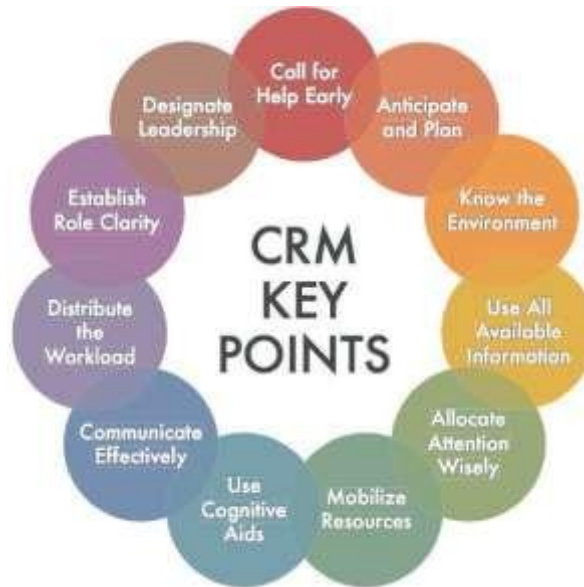 Call for
Help Early
Anticipate
and Plan
Know the
Environment
Use All
Available
Information
Allocate
Attention
Wisely
Mobilize
Resources
Use
Cognitive
Aids
Communicate
Effectively
Distribute
the
Workload
Establish
Role Clarity
Designate
Leadership
CRM
KEY
POINTS